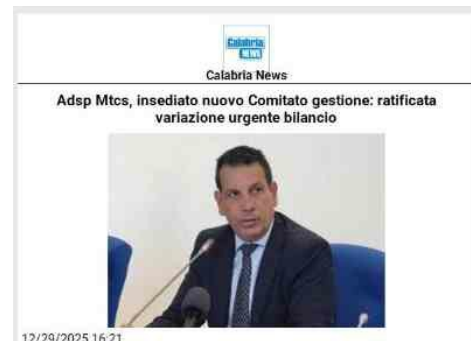 Calabria
NEWS
Calabria News
Adsp Mtcs, insediato nuovo Comitato gestione: ratificata
variazione urgente bilancio
12/29/2025 16:21